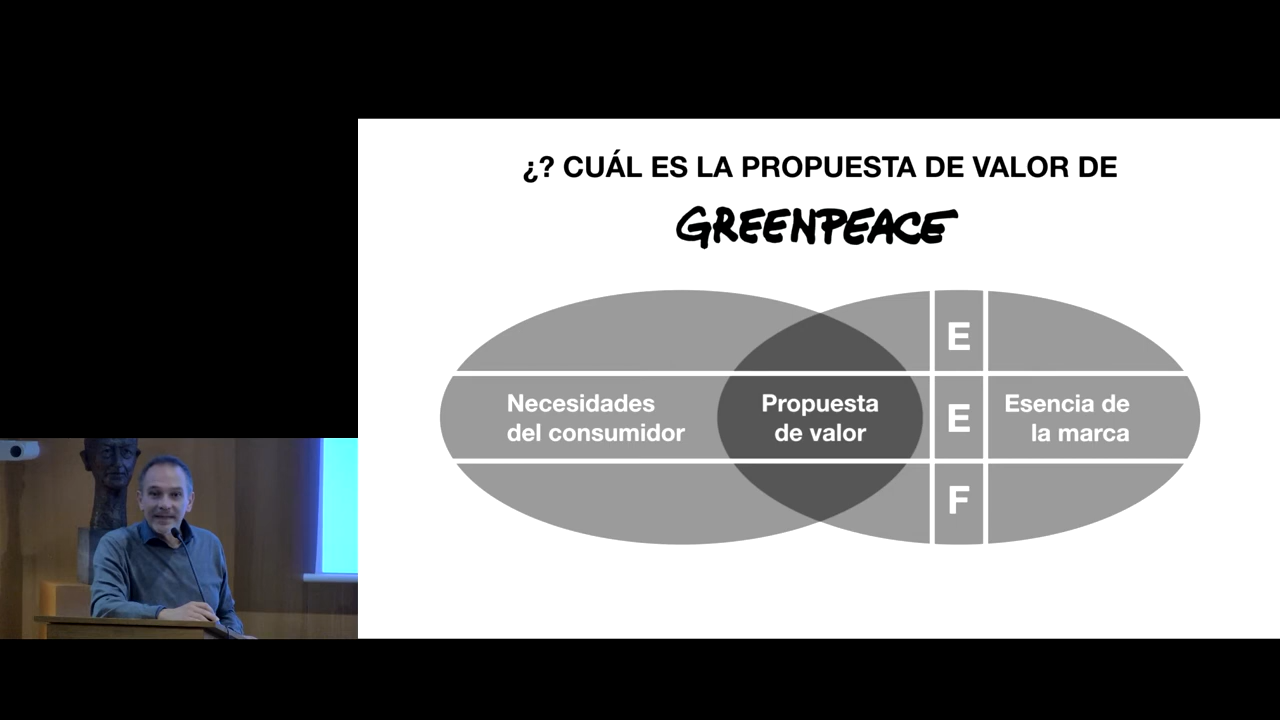 ¿? CUÁL ES LA PROPUESTA DE VALOR DE
GREENPEACE
Necesidades
del consumidor
Propuesta
de valor
E
E
F
Esencia de
la marca